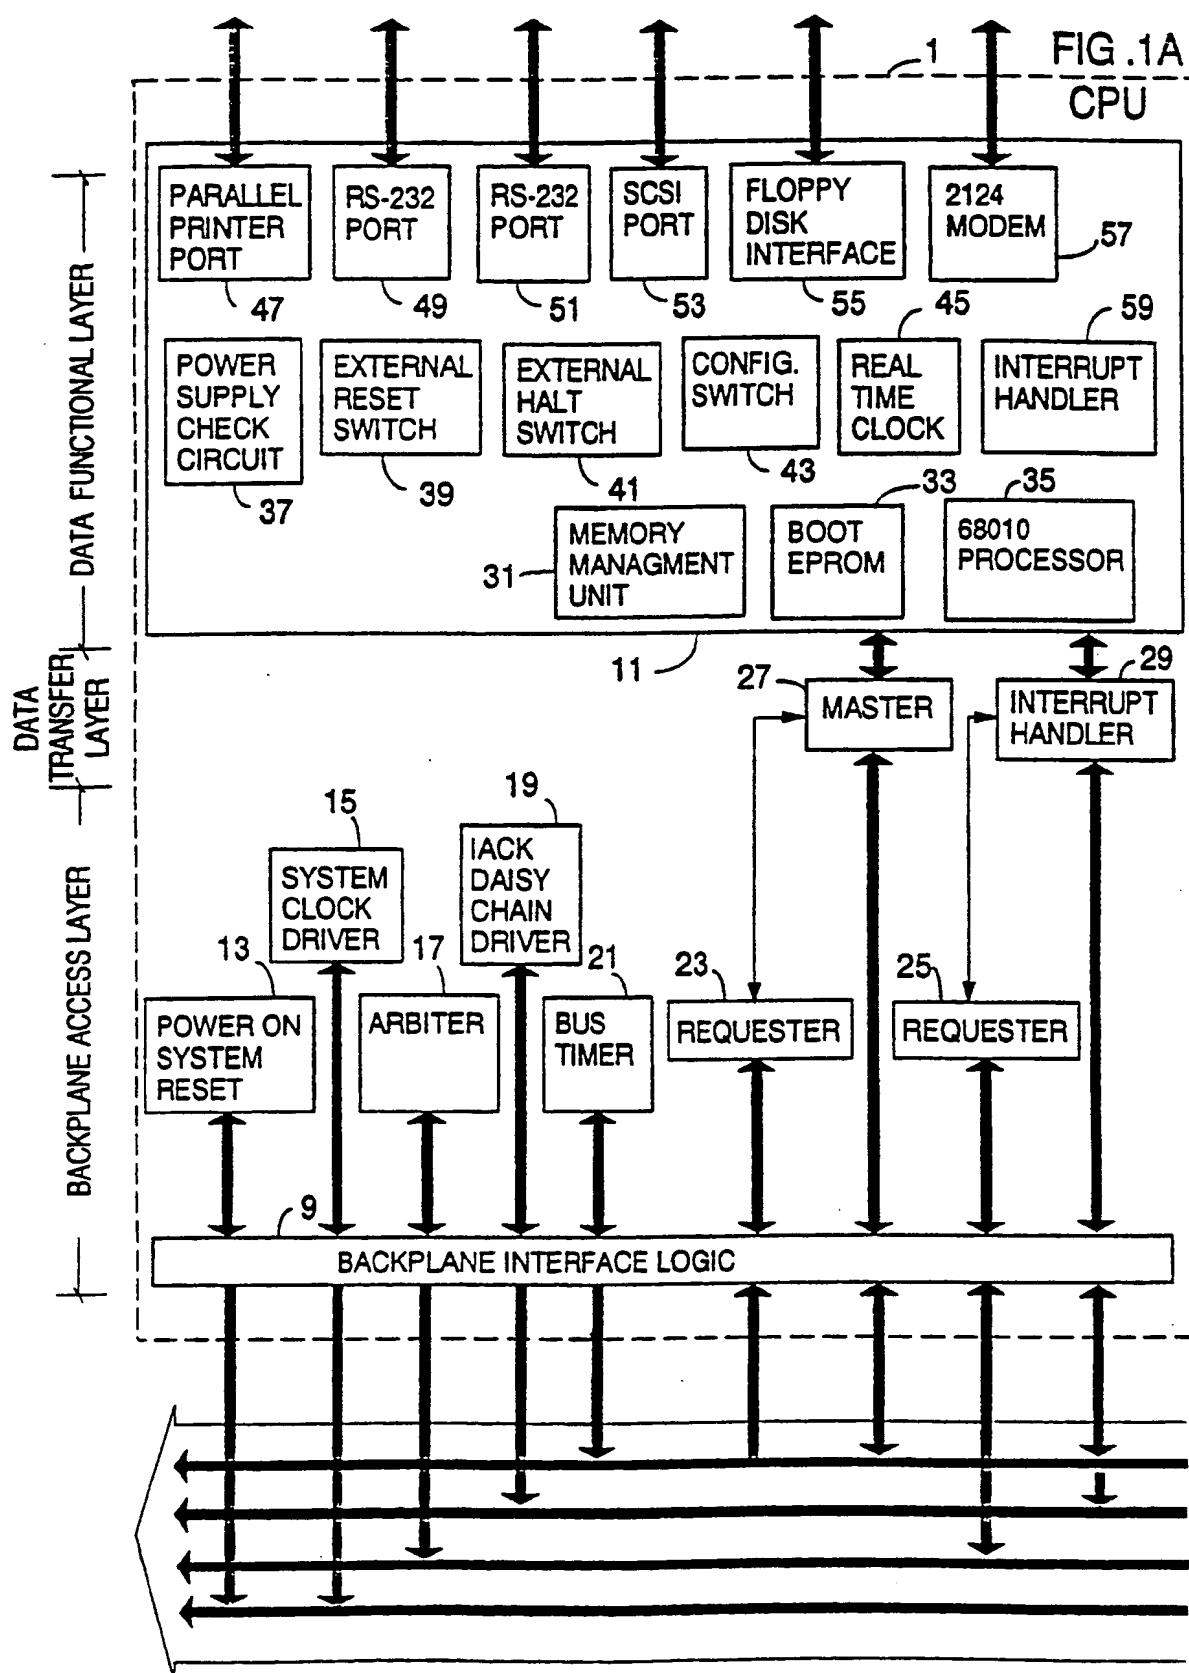 FIG.1A
1
CPU
PARALLEL
PRINTER
PORT
47
RS-232
PORT
49
RS-232
PORT
51
SCSI
PORT
53
FLOPPY
DISK
INTERFACE
55
2124
MODEM
57
POWER
SUPPLY
CHECK
CIRCUIT
37
EXTERNAL
RESET
SWITCH
39
EXTERNAL
HALT
SWITCH
41
CONFIG.
SWITCH
43
45
REAL
TIME
CLOCK
59
INTERRUPT
HANDLER
31
MEMORY
MANAGMENT
UNIT
33
BOOT
EPROM
35
68010
PROCESSOR
DATA FUNCTIONAL LAYER
11
27
MASTER
29
INTERRUPT
HANDLER
DATA
TRANSFER
LAYER
15
SYSTEM
CLOCK
DRIVER
19
IACK
DAISY
CHAIN
DRIVER
13
POWER ON
SYSTEM
RESET
17
ARBITER
21
BUS
TIMER
23
REQUESTER
25
REQUESTER
BACKPLANE ACCESS LAYER
9
BACKPLANE INTERFACE LOGIC